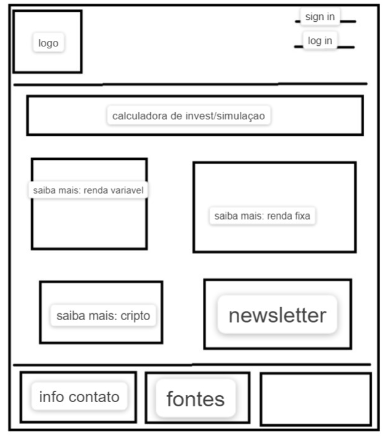 sign in
logo
log in
calculadora de invest/simulaçao
saiba mais: renda variavel
saiba mais: renda fixa
saiba mais: cripto
newsletter
info contato
fontes